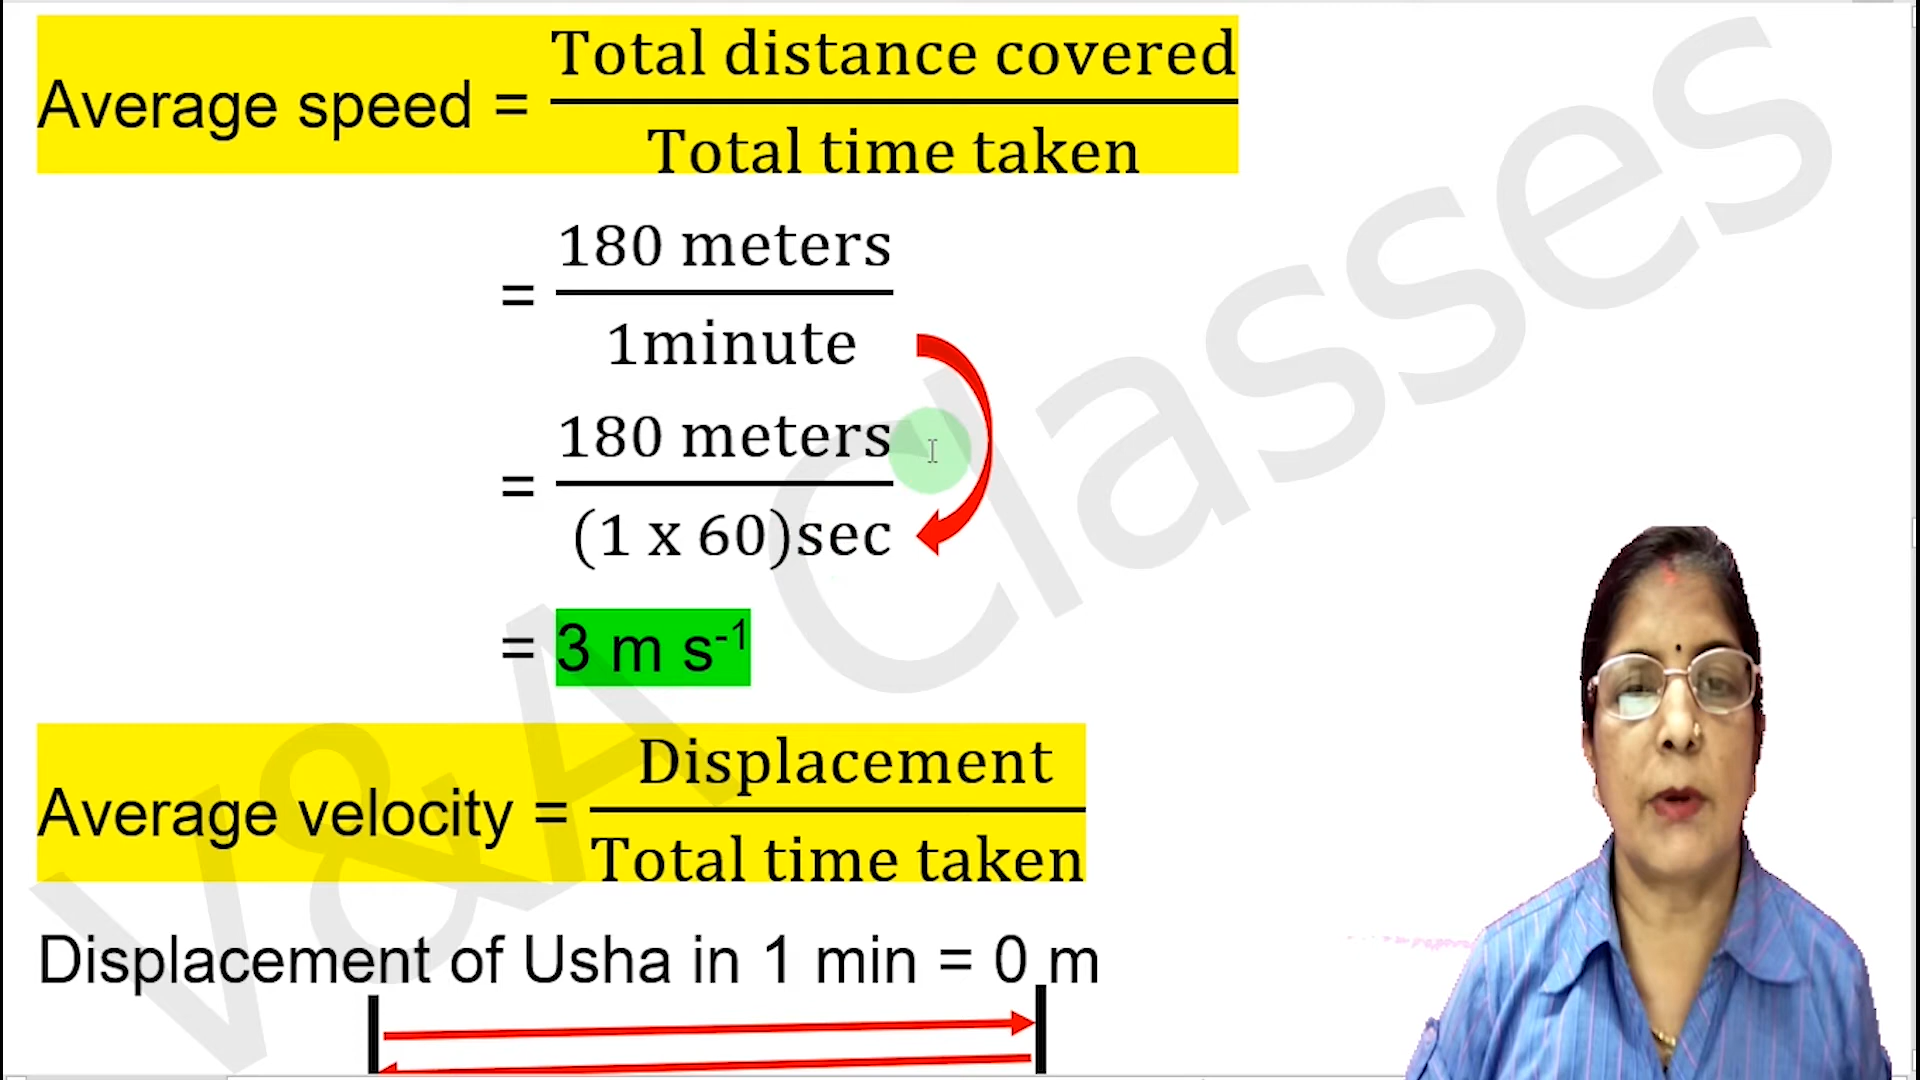 Average speed = Total distance covered / Total time taken
= 180 meters / 1minute
= 180 meters / (1 x 60)sec
= 3 m s⁻¹
Average velocity = Displacement / Total time taken
Displacement of Usha in 1 min = 0 m
V&A Classes